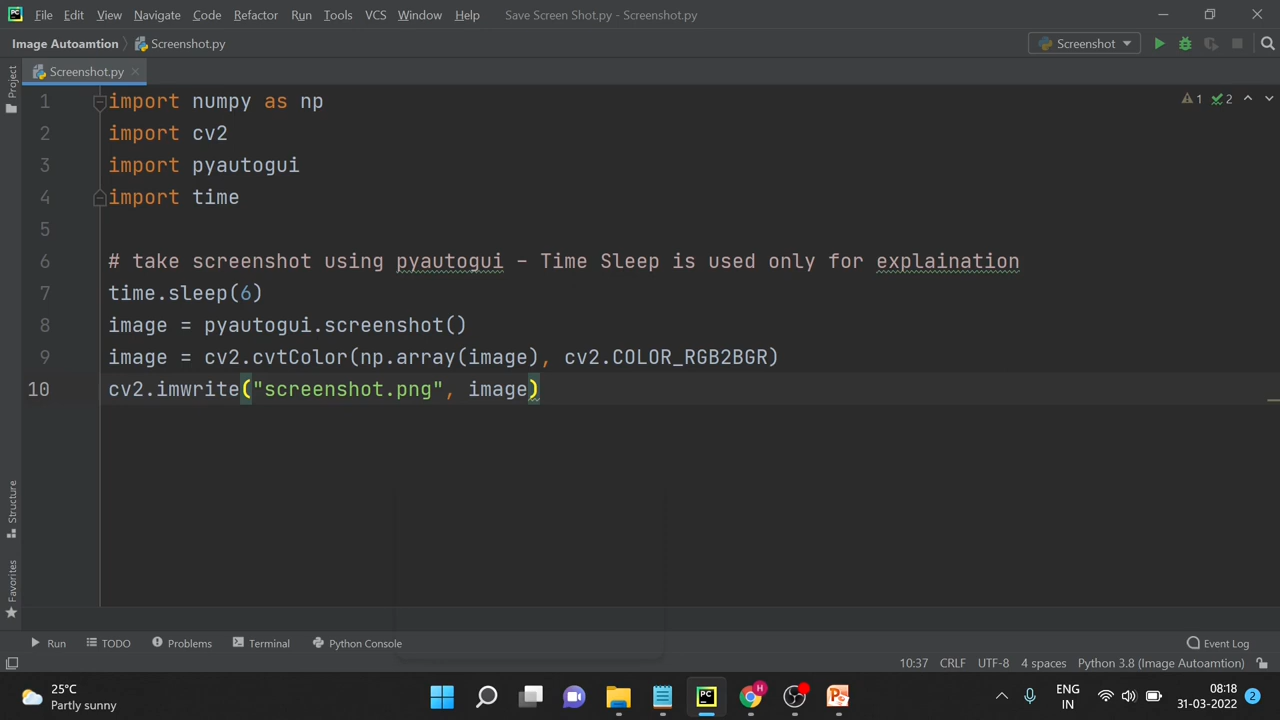 PC File Edit View Navigate Code Refactor Run Tools VCS Window Help Save Screen Shot.py - Screenshot.py
Image Autoamtion Screenshot.py Screenshot
Project
Screenshot.py
1 import numpy as np
2 import cv2
3 import pyautogui
4 import time
5
6 # take screenshot using pyautogui - Time Sleep is used only for explaination
7 time.sleep(6)
8 image = pyautogui.screenshot()
9 image = cv2.cvtColor(np.array(image), cv2.COLOR_RGB2BGR)
10 cv2.imwrite("screenshot.png", image)
1 2
Structure
Favorites
Run TODO Problems Terminal Python Console Event Log
10:37 CRLF UTF-8 4 spaces Python 3.8 (Image Autoamtion)
25°C
Partly sunny
PC
H
P
ENG
IN
08:18
31-03-2022
2